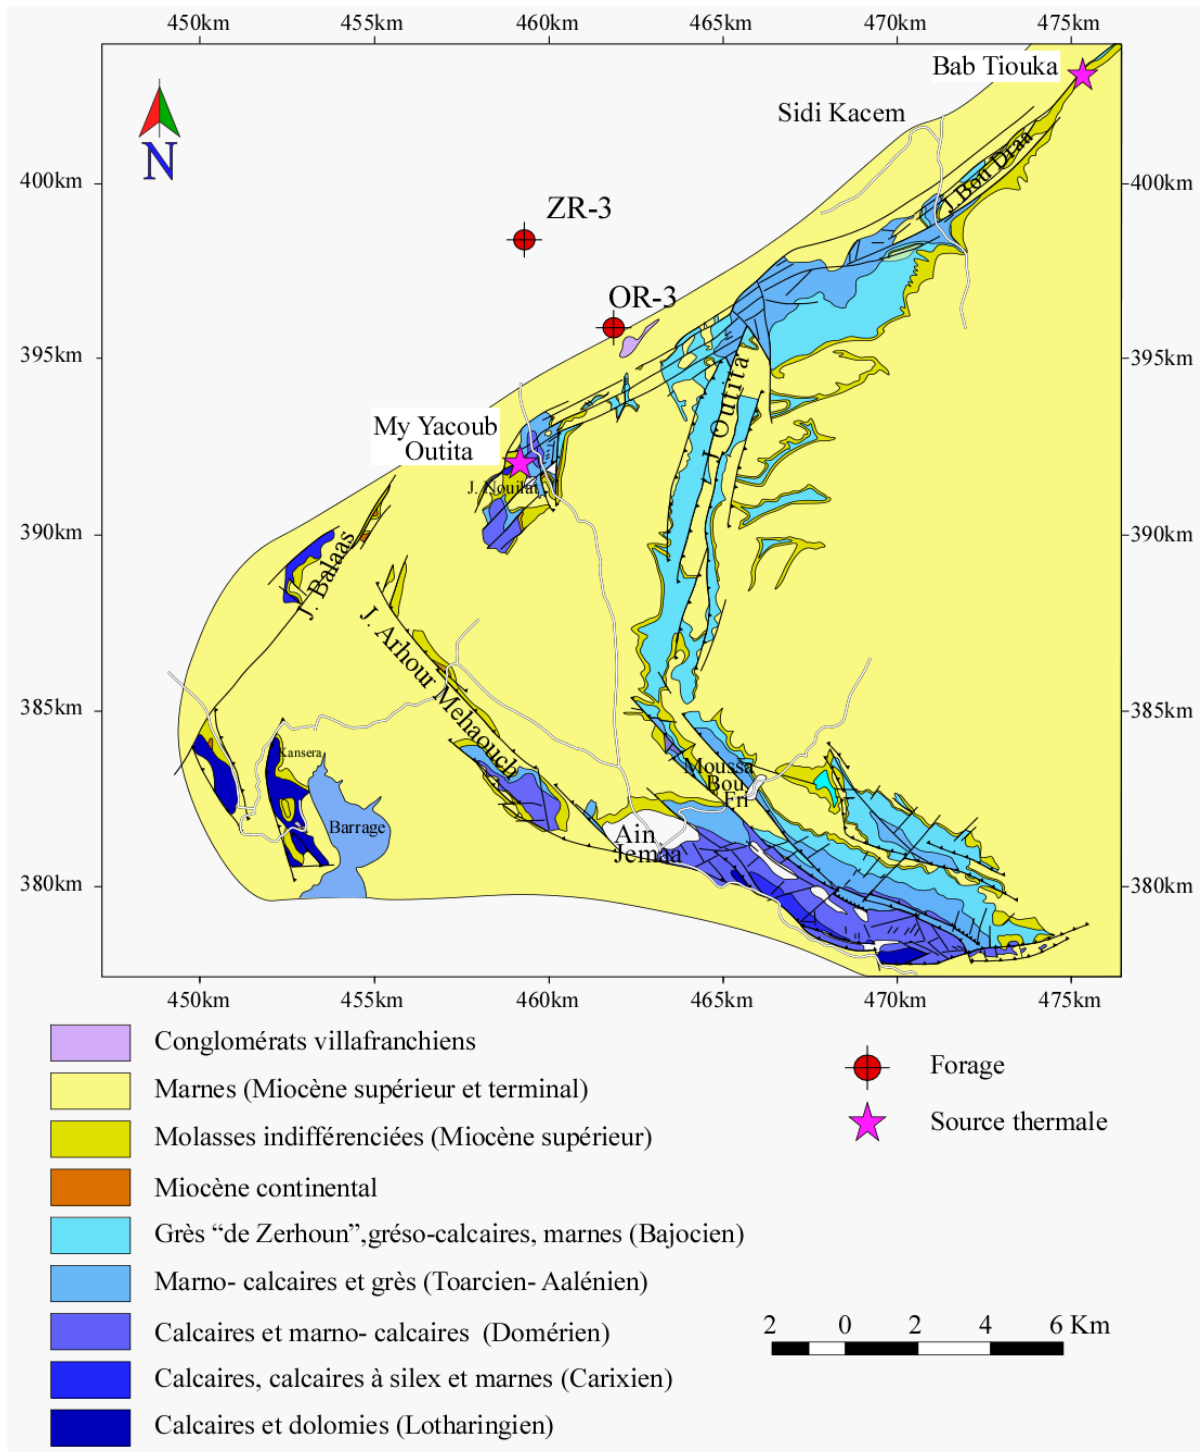 450km 455km 460km 465km 470km 475km
Bab Tiouka
Sidi Kacem
N
J.Bou Draa
400km 400km
ZR-3
OR-3
395km 395km
J. Outita
My Yacoub
Outita
J. Nouilat
390km 390km
J. Balaas
J. Arhour Mehaouch
385km 385km
Kansera
Moussa
Bou
Fri
Barrage
Ain
Jemaa
380km 380km
450km 455km 460km 465km 470km 475km
Conglomérats villafranchiens
Marnes (Miocène supérieur et terminal)
Molasses indifférenciées (Miocène supérieur)
Miocène continental
Grès “de Zerhoun”,gréso-calcaires, marnes (Bajocien)
Marno- calcaires et grès (Toarcien- Aalénien)
Calcaires et marno- calcaires (Domérien)
Calcaires, calcaires à silex et marnes (Carixien)
Calcaires et dolomies (Lotharingien)
Forage
Source thermale
2 0 2 4 6 Km